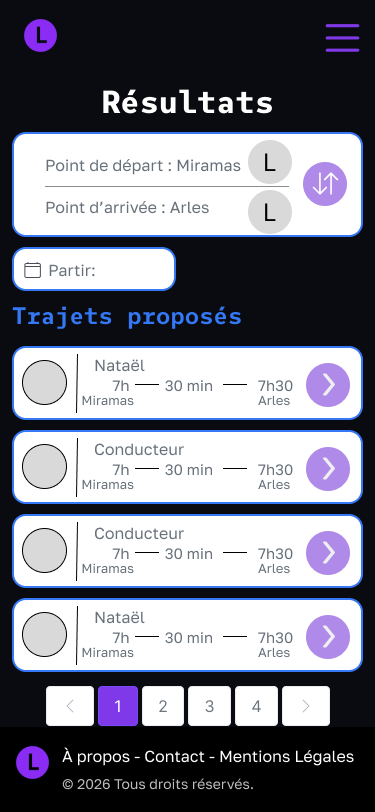 L
Résultats
Point de départ : Miramas L
Point d’arrivée : Arles L
Partir:
Trajets proposés
Nataël
7h 30 min 7h30
Miramas Arles
Conducteur
7h 30 min 7h30
Miramas Arles
Conducteur
7h 30 min 7h30
Miramas Arles
Nataël
7h 30 min 7h30
Miramas Arles
1 2 3 4
L À propos - Contact - Mentions Légales
© 2026 Tous droits réservés.